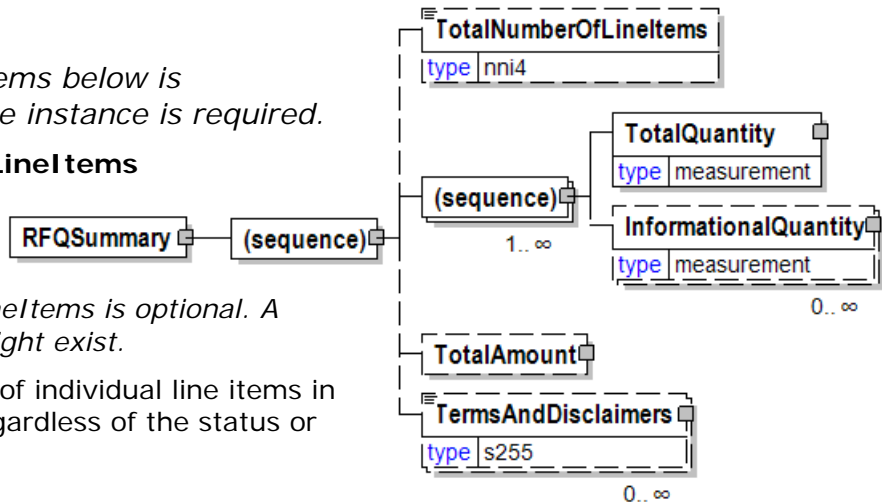 ems below is
e instance is required.
LineItems
neItems is optional. A
ight exist.
of individual line items in
gardless of the status or
RFQSummary
(sequence)
TotalNumberOfLineItems
type nni4
(sequence)
1.. ∞
TotalQuantity
type measurement
InformationalQuantity
type measurement
0.. ∞
TotalAmount
TermsAndDisclaimers
type s255
0.. ∞